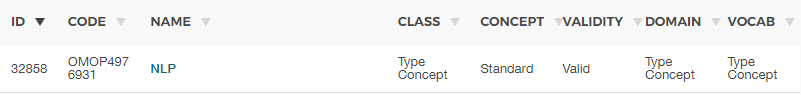 ID ▼ CODE ▼ NAME ▼ CLASS ▼ CONCEPT ▼ VALIDITY ▼ DOMAIN ▼ VOCAB ▼
32858 OMOP497 6931 NLP Type Concept Standard Valid Type Concept Type Concept